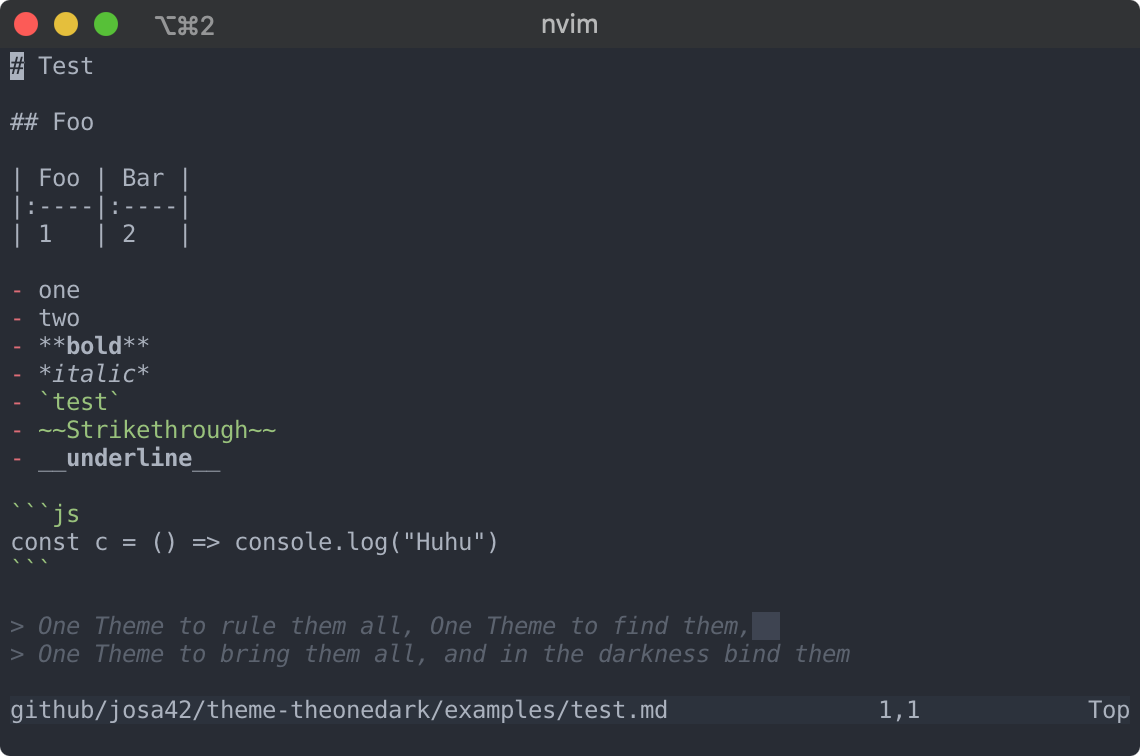 ⌥⌘2 nvim
# Test
## Foo
| Foo | Bar |
|:----|:----|
| 1   | 2   |
- one
- two
- **bold**
- *italic*
- `test`
- ~~Strikethrough~~
- __underline__
```js
const c = () => console.log("Huhu")
```
> One Theme to rule them all, One Theme to find them,
> One Theme to bring them all, and in the darkness bind them
github/josa42/theme-theonedark/examples/test.md 1,1 Top